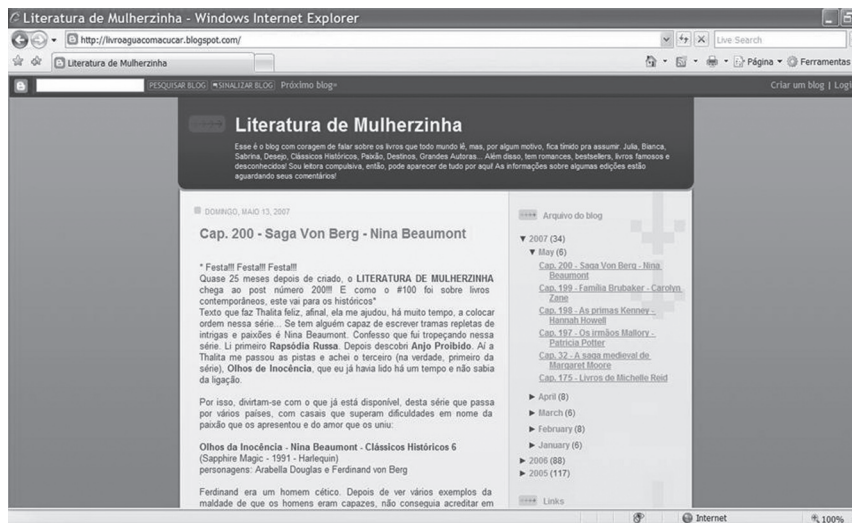 Literatura de Mulherzinha - Windows Internet Explorer
http://livroaguacomacucar.blogspot.com/
Live Search
Literatura de Mulherzinha
Página
Ferramentas
PESQUISAR BLOG
SINALIZAR BLOG
Próximo blog»
Criar um blog | Logi
Literatura de Mulherzinha
Esse é o blog com coragem de falar sobre os livros que todo mundo lê, mas, por algum motivo, fica tímido pra assumir. Julia, Bianca,
Sabrina, Desejo, Clássicos Históricos, Paixão, Destinos, Grandes Autoras... Além disso, tem romances, bestsellers, livros famosos e
desconhecidos! Sou leitora compulsiva, então, pode aparecer de tudo por aqui! As informações sobre algumas edições estão
aguardando seus comentários!
DOMINGO, MAIO 13, 2007
Cap. 200 - Saga Von Berg - Nina Beaumont
* Festa!!! Festa!!! Festa!!!
Quase 25 meses depois de criado, o LITERATURA DE MULHERZINHA
chega ao post número 200!!! E como o #100 foi sobre livros
contemporâneos, este vai para os históricos*
Texto que faz Thalita feliz, afinal, ela me ajudou, há muito tempo, a colocar
ordem nessa série... Se tem alguém capaz de escrever tramas repletas de
intrigas e paixões é Nina Beaumont. Confesso que fui tropeçando nessa
série. Li primeiro Rapsódia Russa. Depois descobri Anjo Proibido. Aí a
Thalita me passou as pistas e achei o terceiro (na verdade, primeiro da
série), Olhos de Inocência, que eu já havia lido há um tempo e não sabia
da ligação.
Por isso, divirtam-se com o que já está disponível, desta série que passa
por vários países, com casais que superam dificuldades em nome da
paixão que os apresentou e do amor que os uniu:
Olhos da Inocência - Nina Beaumont - Clássicos Históricos 6
(Sapphire Magic - 1991 - Harlequin)
personagens: Arabella Douglas e Ferdinand von Berg
Ferdinand era um homem cético. Depois de ver vários exemplos da
maldade de que os homens eram capazes, não conseguia acreditar em
Arquivo do blog
▼ 2007 (34)
▼ May (6)
Cap. 200 - Saga Von Berg - Nina
Beaumont
Cap. 199 - Família Brubaker - Carolyn
Zane
Cap. 198 - As primas Kenney -
Hannah Howell
Cap. 197 - Os irmãos Mallory -
Patricia Potter
Cap. 32 - A saga medieval de
Margaret Moore
Cap. 175 - Livros de Michelle Reid
► April (8)
► March (6)
► February (8)
► January (6)
► 2006 (88)
► 2005 (117)
Links
Internet
100%